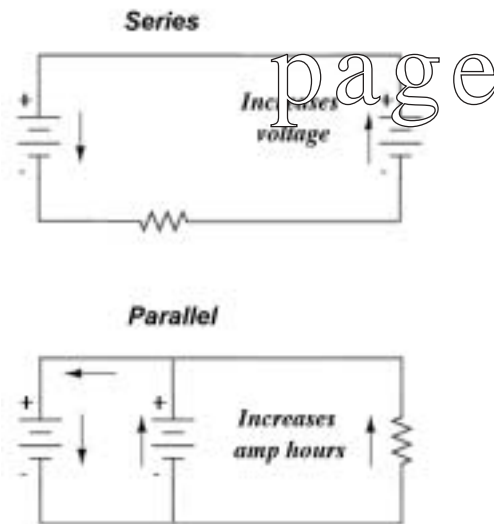 Series
page
+
+
Increases
voltage
-
-
Parallel
+
+
Increases
amp hours
-
-